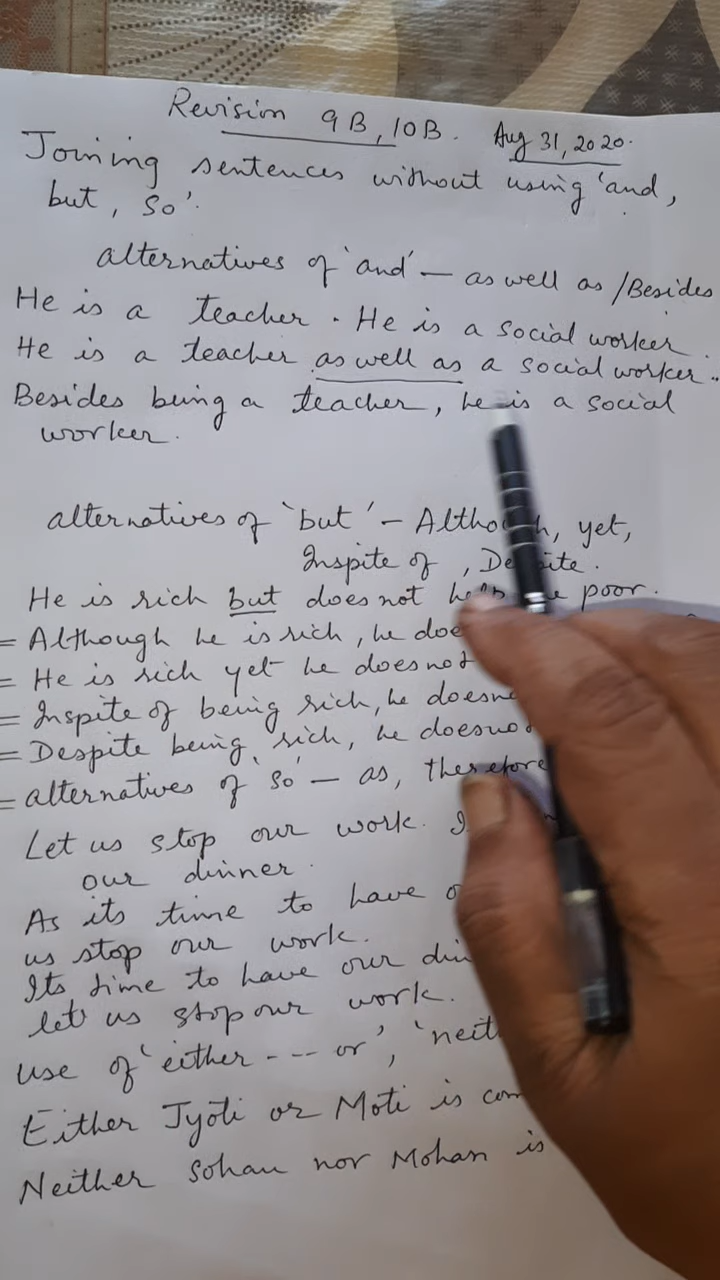 Revision 9B, 10B. Aug 31, 2020.
Joining sentences without using 'and,
but, so'.
alternatives of 'and' — as well as / Besides
He is a teacher. He is a social worker.
He is a teacher as well as a social worker..
Besides being a teacher, he is a social
worker.
alternatives of 'but' – Although, yet,
Inspite of, Despite.
He is rich but does not help the poor.
= Although he is rich, he
= He is rich yet he does not
= Inspite of being rich, he
= Despite being rich, he does not
= alternatives of 'so' — as, therefore
Let us stop our work.
our dinner.
As its time to have
us stop our work.
Its time to have our
let us stop our work.
use of 'either --- or',
Either Jyoti or Moti is
Neither Sohan nor Mohan is